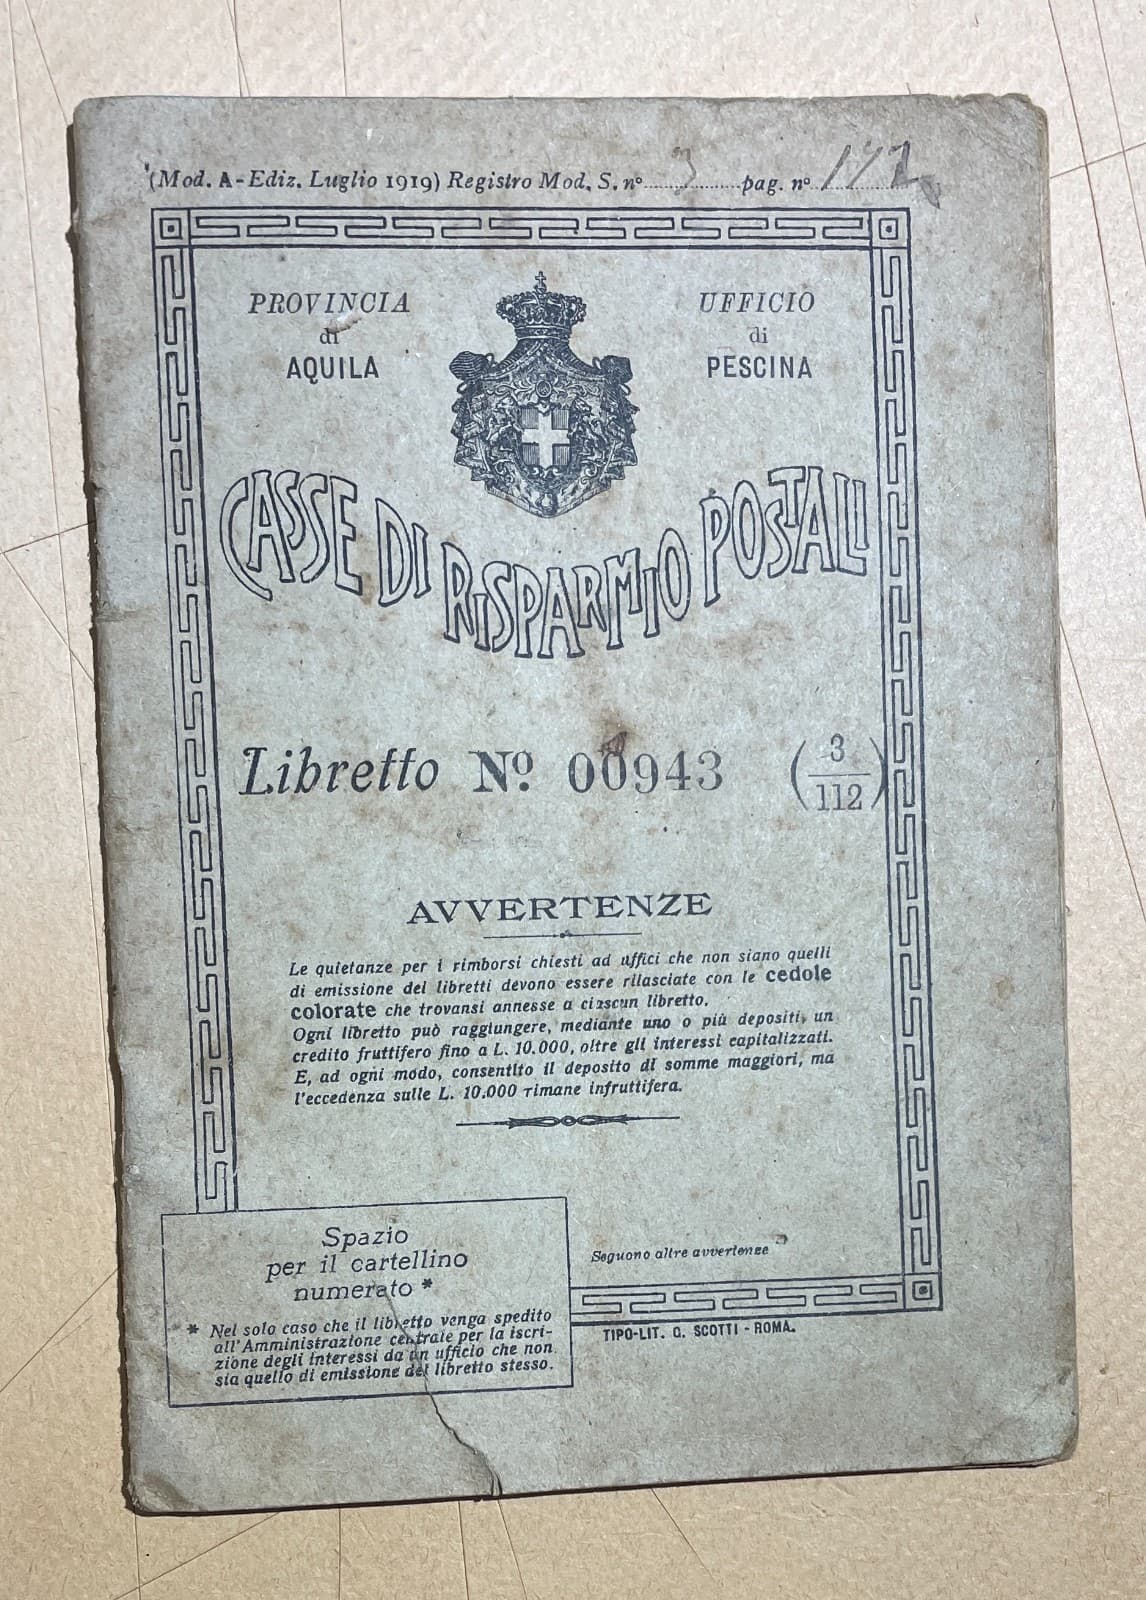 (Mod. A - Ediz. Luglio 1919) Registro Mod. S. nº 3 pag. nº 172
PROVINCIA
di
AQUILA
UFFICIO
di
PESCINA
CASSE DI RISPARMIO POSTALI
Libretto Nº. 00943 (3/112)
AVVERTENZE
Le quietanze per i rimborsi chiesti ad uffici che non siano quelli
di emissione dei libretti devono essere rilasciate con le cedole
colorate che trovansi annesse a ciascun libretto.
Ogni libretto può raggiungere, mediante uno o più depositi, un
credito fruttifero fino a L. 10.000, oltre gli interessi capitalizzati.
E, ad ogni modo, consentito il deposito di somme maggiori, ma
l'eccedenza sulle L. 10.000 rimane infruttifera.
Seguono altre avvertenze
Spazio
per il cartellino
numerato *
* Nel solo caso che il libretto venga spedito
all'Amministrazione centrale per la iscri-
zione degli interessi da un ufficio che non
sia quello di emissione del libretto stesso.
TIPO-LIT. G. SCOTTI - ROMA.